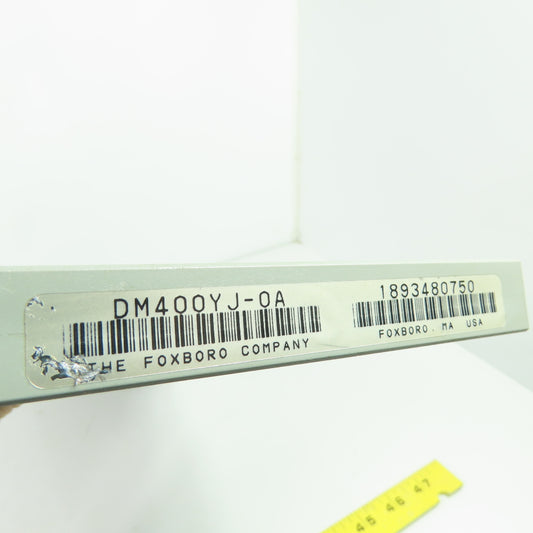 DM400YJ-0A
1893480750
THE FOXBORO COMPANY
FOXBORO, MA USA
45 46 47